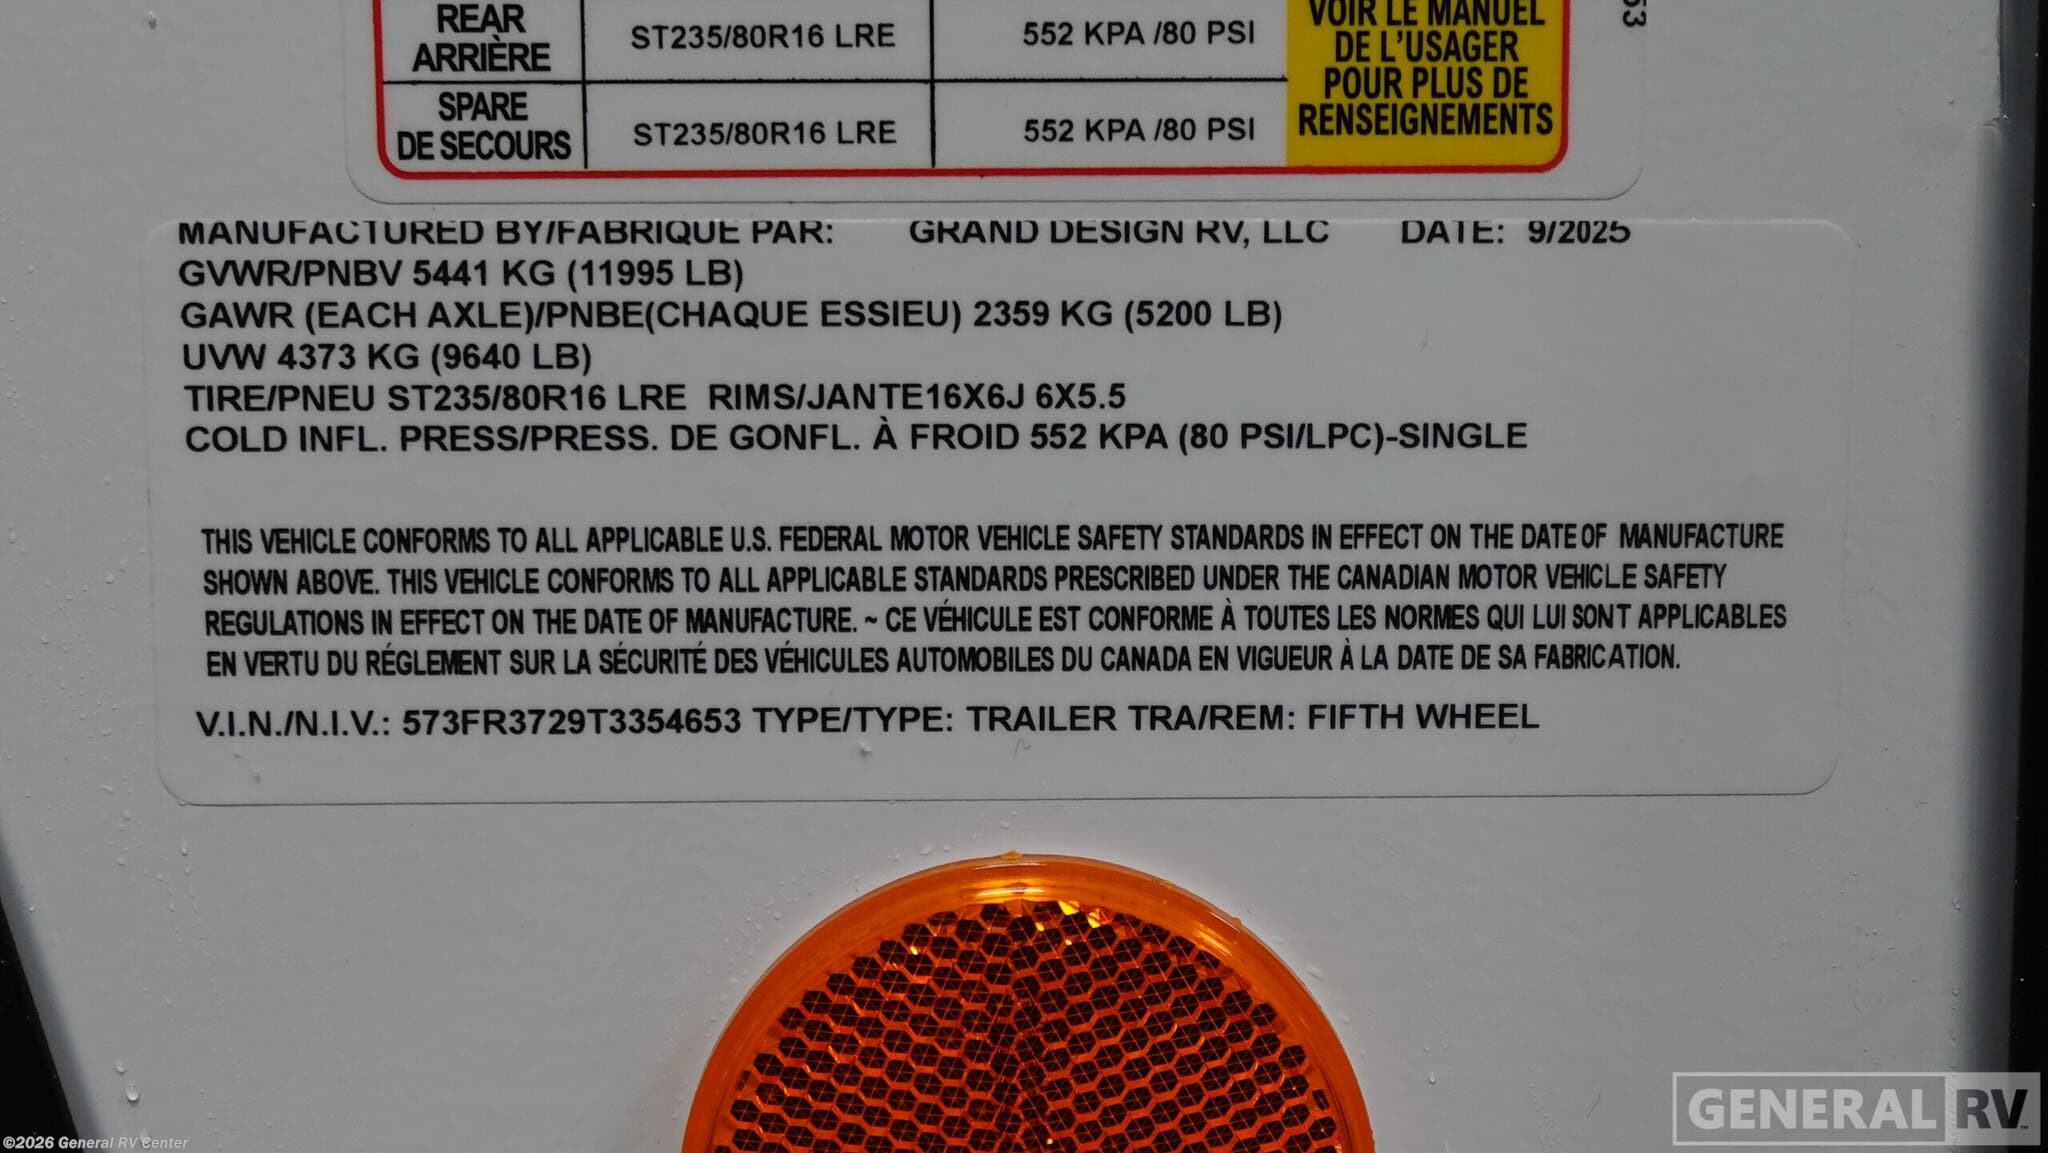 REAR
ARRIÈRE
ST235/80R16 LRE
552 KPA /80 PSI
SPARE
DE SECOURS
ST235/80R16 LRE
552 KPA /80 PSI
VOIR LE MANUEL
DE L'USAGER
POUR PLUS DE
RENSEIGNEMENTS
53
MANUFACTURED BY/FABRIQUE PAR: GRAND DESIGN RV, LLC DATE: 9/2025
GVWR/PNBV 5441 KG (11995 LB)
GAWR (EACH AXLE)/PNBE(CHAQUE ESSIEU) 2359 KG (5200 LB)
UVW 4373 KG (9640 LB)
TIRE/PNEU ST235/80R16 LRE RIMS/JANTE16X6J 6X5.5
COLD INFL. PRESS/PRESS. DE GONFL. À FROID 552 KPA (80 PSI/LPC)-SINGLE
THIS VEHICLE CONFORMS TO ALL APPLICABLE U.S. FEDERAL MOTOR VEHICLE SAFETY STANDARDS IN EFFECT ON THE DATE OF MANUFACTURE
SHOWN ABOVE. THIS VEHICLE CONFORMS TO ALL APPLICABLE STANDARDS PRESCRIBED UNDER THE CANADIAN MOTOR VEHICLE SAFETY
REGULATIONS IN EFFECT ON THE DATE OF MANUFACTURE. ~ CE VÉHICULE EST CONFORME À TOUTES LES NORMES QUI LUI SONT APPLICABLES
EN VERTU DU RÉGLEMENT SUR LA SÉCURITÉ DES VÉHICULES AUTOMOBILES DU CANADA EN VIGUEUR À LA DATE DE SA FABRICATION.
V.I.N./N.I.V.: 573FR3729T3354653 TYPE/TYPE: TRAILER TRA/REM: FIFTH WHEEL
GENERAL RV
©2026 General RV Center